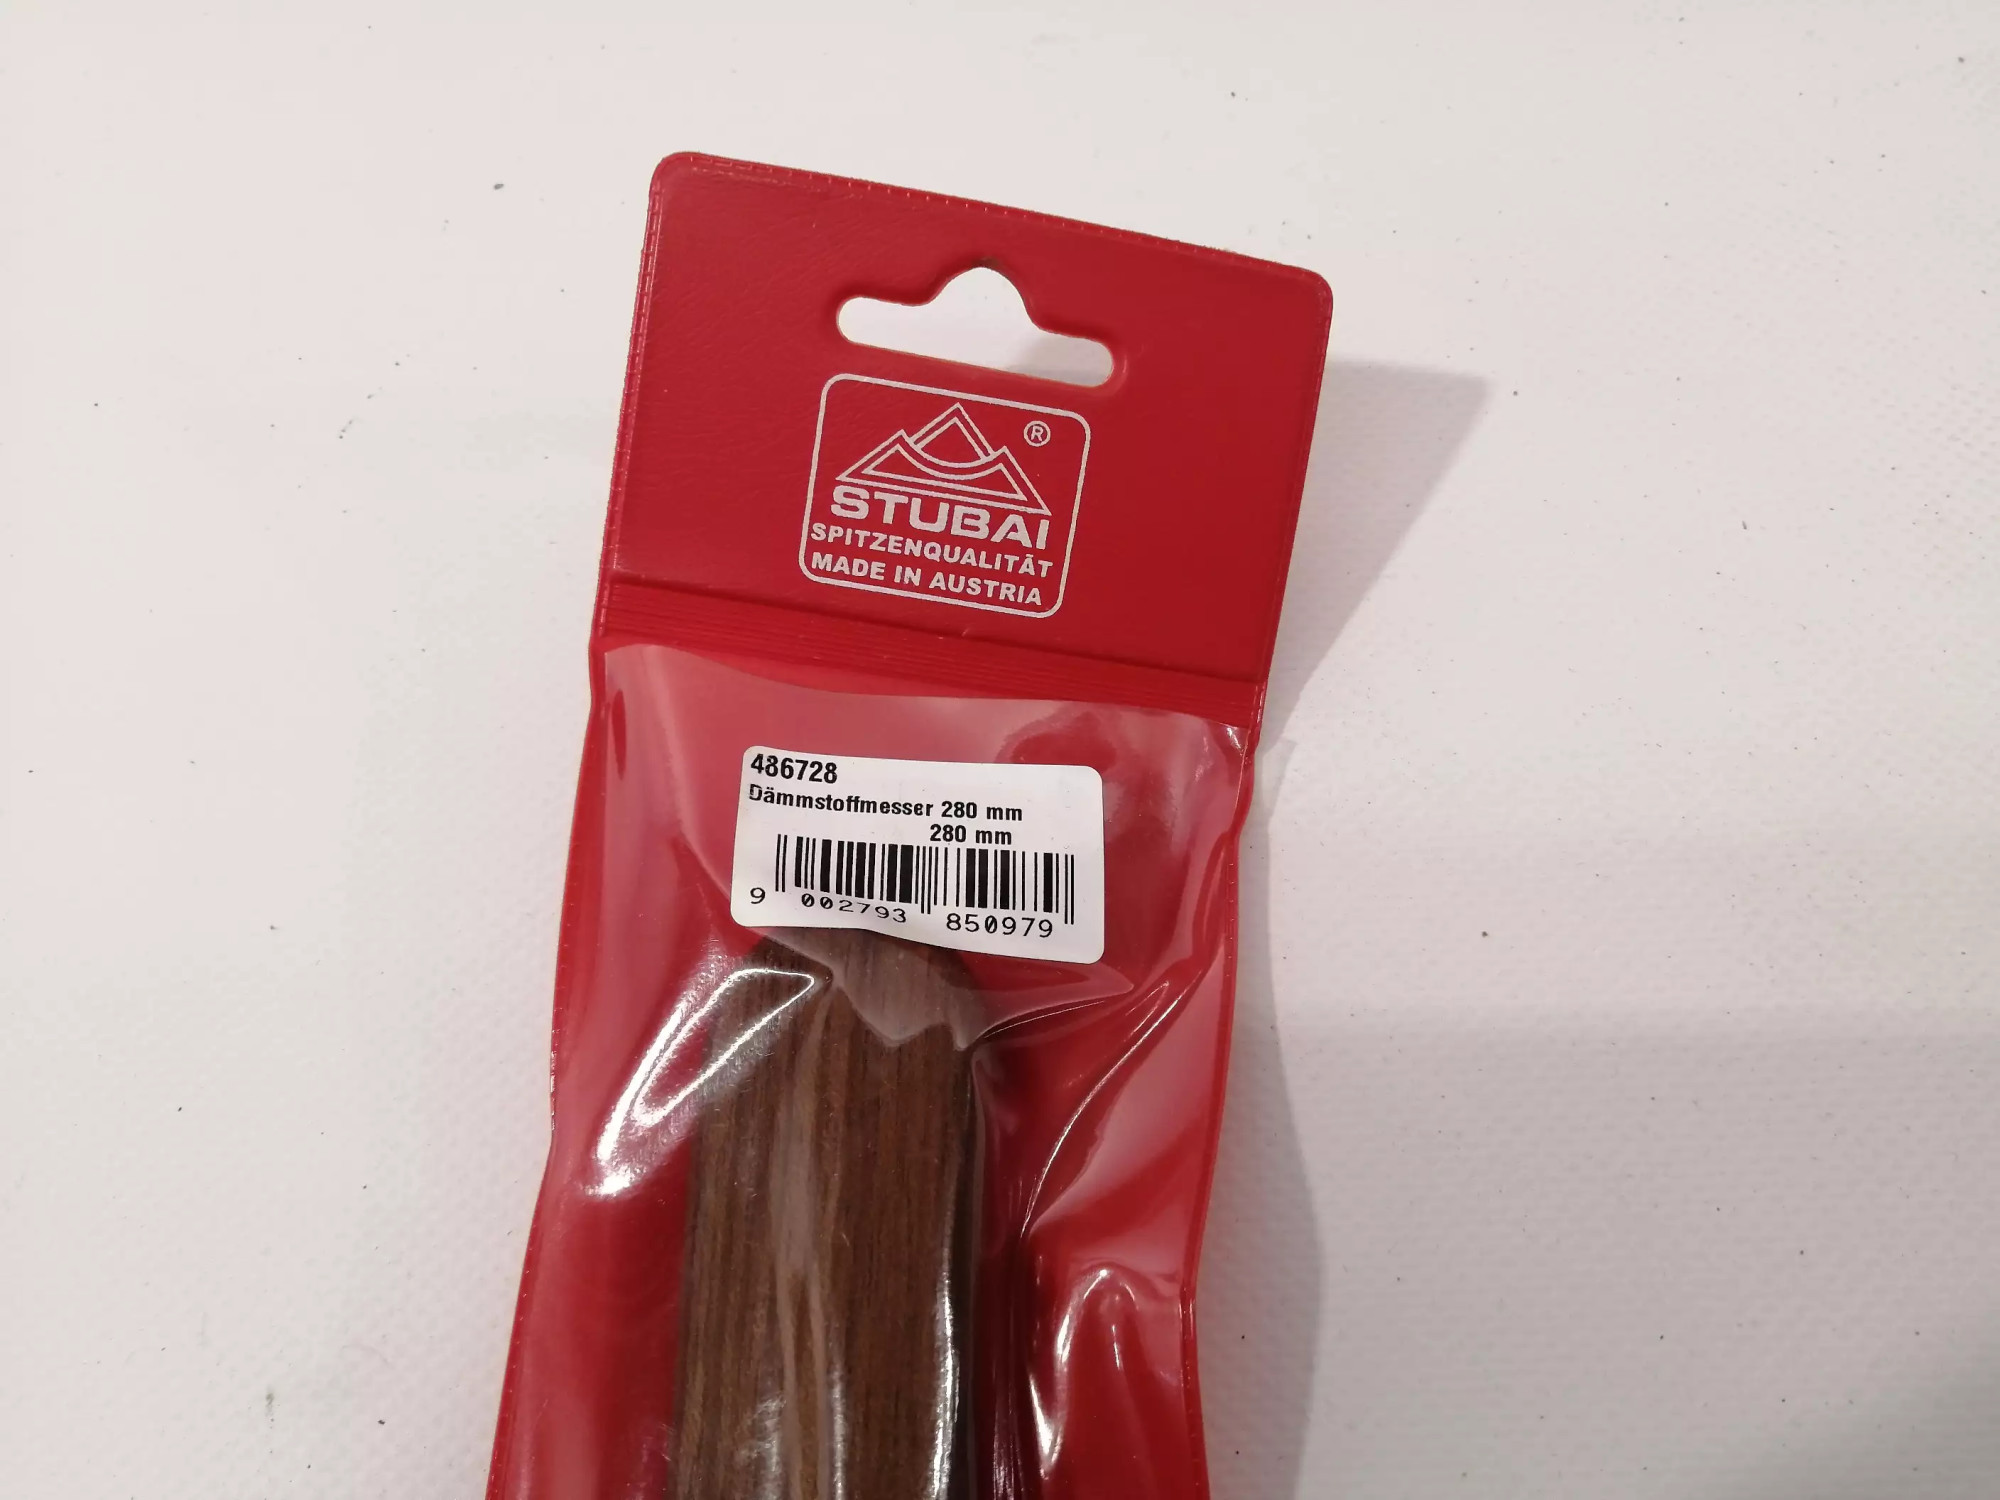 ®
STUBAI
SPITZENQUALITÄT
MADE IN AUSTRIA
486728
Dämmstoffmesser 280 mm
280 mm
9 002793 850979